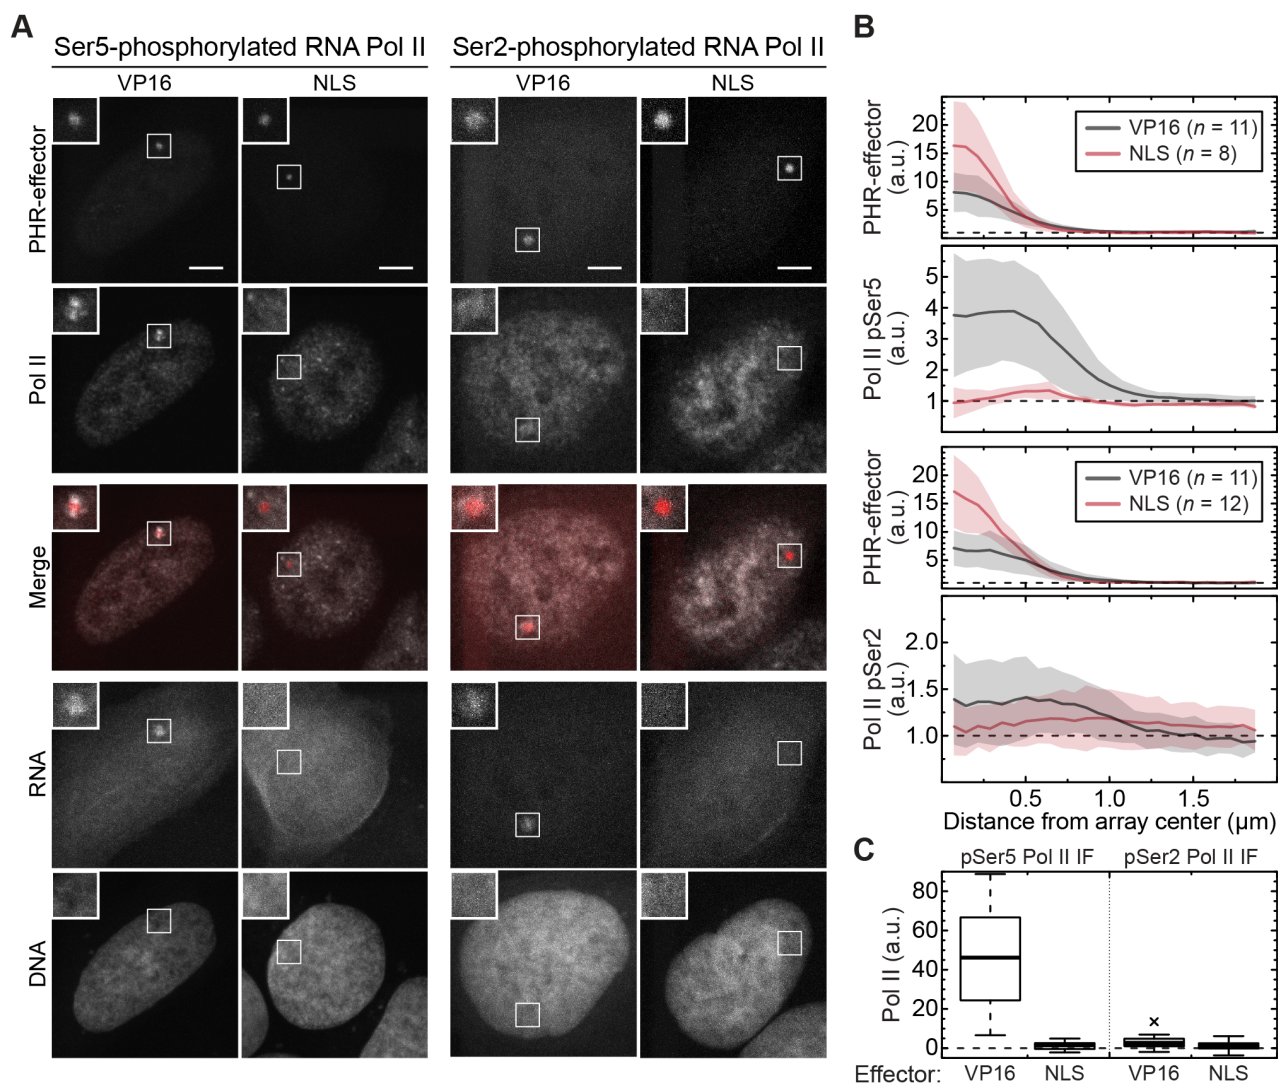 A
Ser5-phosphorylated RNA Pol II
Ser2-phosphorylated RNA Pol II
VP16
NLS
VP16
NLS
PHR-effector
Pol II
Merge
RNA
DNA
B
PHR-effector
(a.u.)
20
15
10
5
VP16 (n = 11)
NLS (n = 8)
Pol II pSer5
(a.u.)
5
4
3
2
1
PHR-effector
(a.u.)
20
15
10
5
VP16 (n = 11)
NLS (n = 12)
Pol II pSer2
(a.u.)
2.0
1.5
1.0
0.5 1.0 1.5
Distance from array center (µm)
C
pSer5 Pol II IF pSer2 Pol II IF
Pol II (a.u.)
80
60
40
20
0
×
Effector: VP16 NLS VP16 NLS